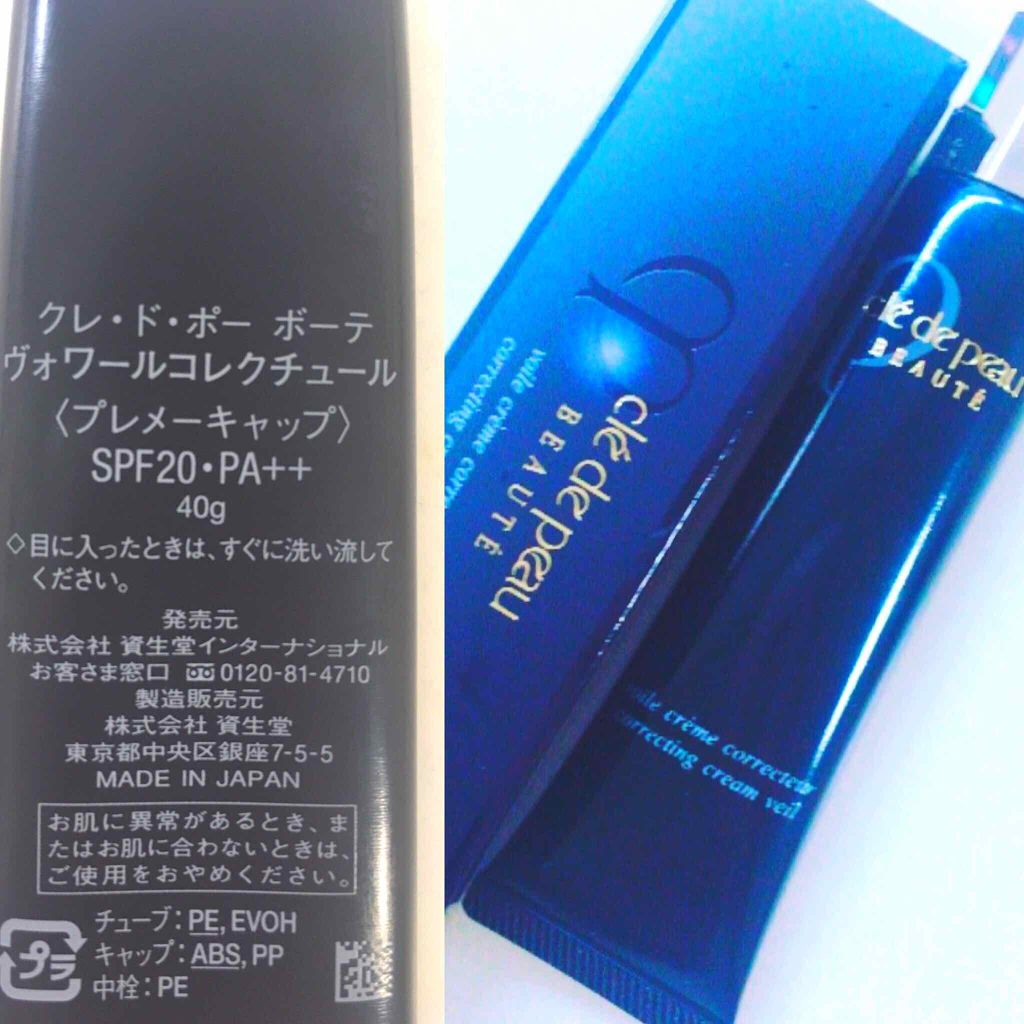 クレ・ド・ポー ボーテ
ヴォワールコレクチュール
〈プレメーキャップ〉
SPF20・PA++
40g
◇目に入ったときは、すぐに洗い流して
ください。
発売元
株式会社 資生堂インターナショナル
お客さま窓口 0120-81-4710
製造販売元
株式会社 資生堂
東京都中央区銀座7-5-5
MADE IN JAPAN
お肌に異常があるとき、ま
たはお肌に合わないときは、
ご使用をおやめください。
プラ
チューブ:PE, EVOH
キャップ:ABS, PP
中栓:PE
clé de peau
BEAUTÉ
voile crème
correcting
clé de peau
BEAUTÉ
voile crème correcteur
correcting cream veil